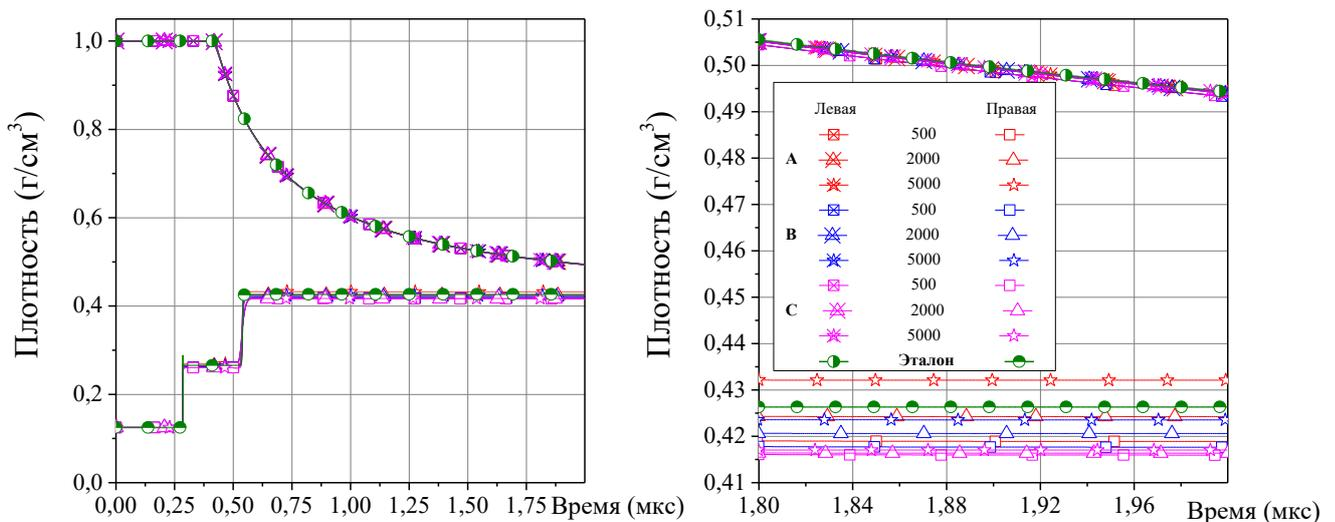 Плотность (г/см³)
1,0
0,8
0,6
0,4
0,2
0,0
0,00 0,25 0,50 0,75 1,00 1,25 1,50 1,75 Время (мкс)
Плотность (г/см³)
0,51
0,50
0,49
0,48
0,47
0,46
0,45
0,44
0,43
0,42
0,41
1,80 1,84 1,88 1,92 1,96 Время (мкс)
Левая Правая
500
A 2000
5000
500
B 2000
5000
500
C 2000
5000
Эталон